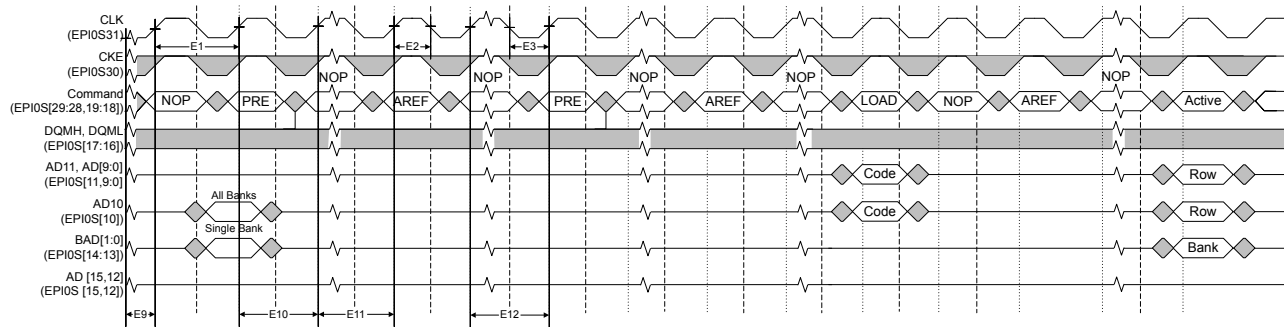 CLK
(EPI0S31)
E1
E2
E3
CKE
(EPI0S30)
NOP
NOP
NOP
NOP
NOP
Command
(EPI0S[29:28,19:18])
NOP
PRE
AREF
PRE
AREF
LOAD
NOP
AREF
Active
DQMH, DQML
(EPI0S[17:16])
AD11, AD[9:0]
(EPI0S[11,9:0])
Code
Row
All Banks
AD10
(EPI0S[10])
Code
Row
Single Bank
BAD[1:0]
(EPI0S[14:13])
Bank
AD [15,12]
(EPI0S [15,12])
E9
E10
E11
E12